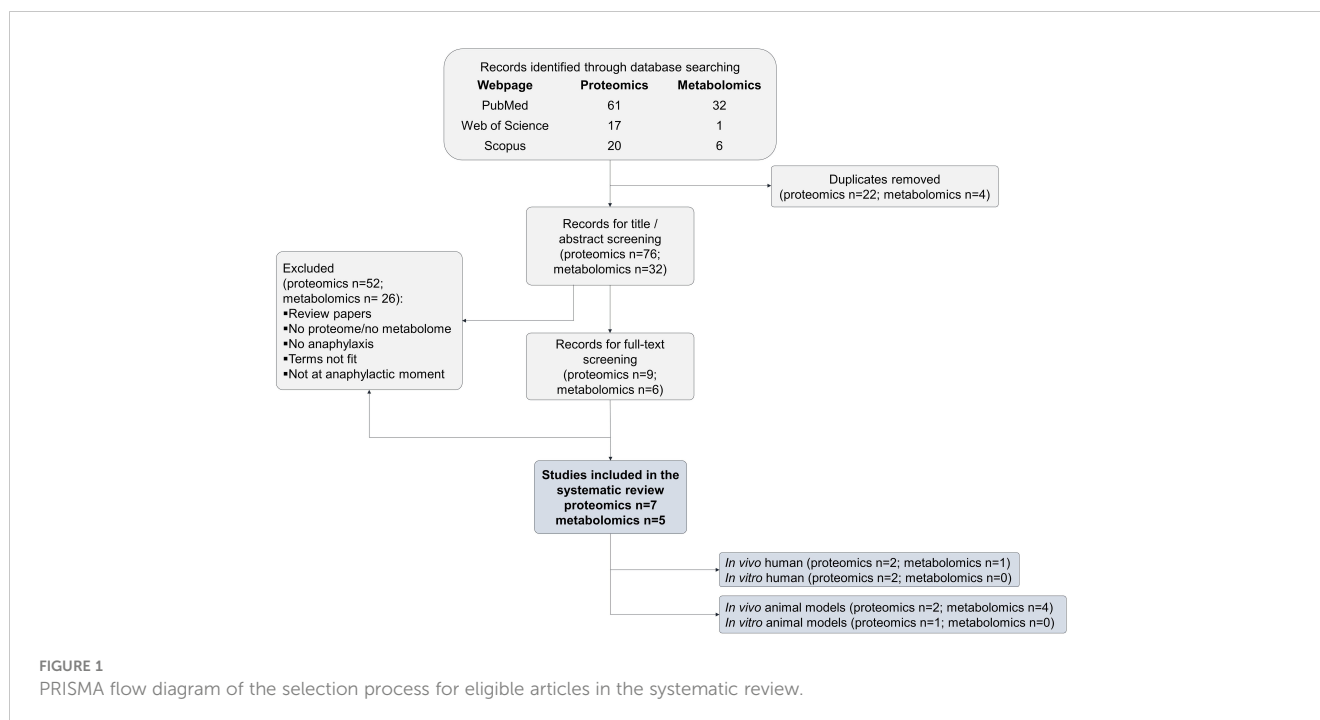 Records identified through database searching
Webpage Proteomics Metabolomics
PubMed 61 32
Web of Science 17 1
Scopus 20 6
Duplicates removed
(proteomics n=22; metabolomics n=4)
Records for title /
abstract screening
(proteomics n=76;
metabolomics n=32)
Excluded
(proteomics n=52;
metabolomics n= 26):
▪Review papers
▪No proteome/no metabolome
▪No anaphylaxis
▪Terms not fit
▪Not at anaphylactic moment
Records for full-text
screening
(proteomics n=9;
metabolomics n=6)
Studies included in the
systematic review
proteomics n=7
metabolomics n=5
In vivo human (proteomics n=2; metabolomics n=1)
In vitro human (proteomics n=2; metabolomics n=0)
In vivo animal models (proteomics n=2; metabolomics n=4)
In vitro animal models (proteomics n=1; metabolomics n=0)
FIGURE 1
PRISMA flow diagram of the selection process for eligible articles in the systematic review.